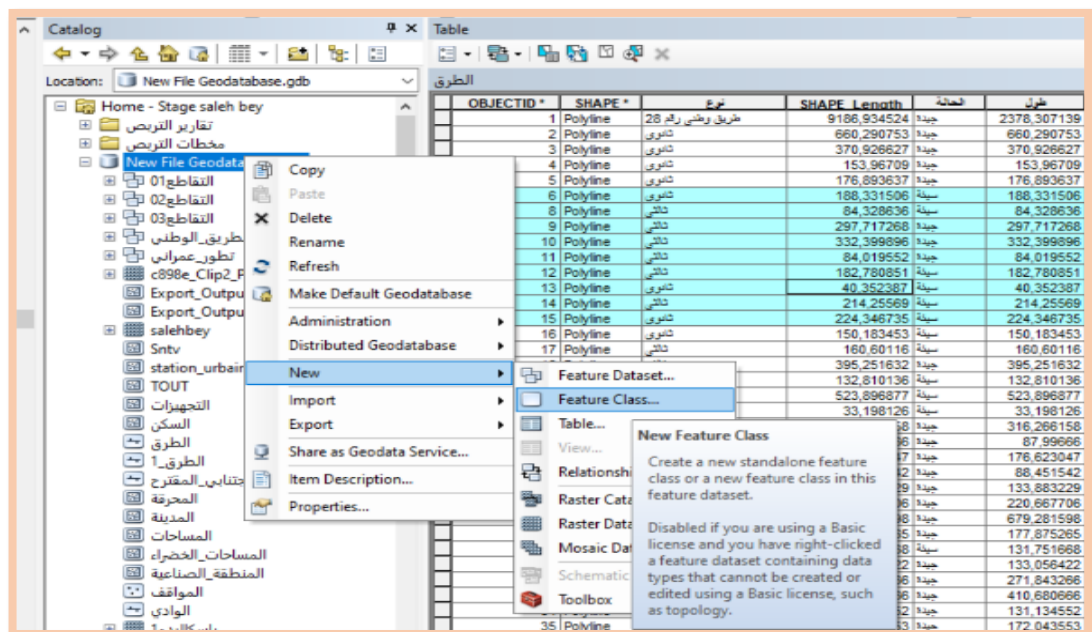 Catalog
Location: New File Geodatabase.gdb
Home - Stage saleh bey
تقارير التربص
مخططات التربص
New File Geodata
التقاطع01
التقاطع02
التقاطع03
لطريق_الوطني
تطور_عمراني
c898e_Clip2_P
Export_Outpu
Export_Outpu
salehbey
Sntv
station_urbair
TOUT
التجهيزات
السكن
الطرق
الطرق_1
جتنابي_المقترح
المحرقة
المدينة
المساحات
المساحات_الخضراء
المنطقة_الصناعية
المواقف
الوادي
Copy
Paste
Delete
Rename
Refresh
Make Default Geodatabase
Administration
Distributed Geodatabase
New
Import
Export
Share as Geodata Service...
Item Description...
Properties...
Feature Dataset...
Feature Class...
Table...
View...
Relationshi
Raster Cata
Raster Data
Mosaic Dat
Schematic
Toolbox
New Feature Class
Create a new standalone feature
class or a new feature class in this
feature dataset.
Disabled if you are using a Basic
license and you have right-clicked
a feature dataset containing data
types that cannot be created or
edited using a Basic license, such
as topology.
Table
الطرق
OBJECTID * SHAPE * نوع SHAPE_Length الحالة طول
1 Polyline طريق وطني رقم 28 9186,934524 جيدة 2378,307139
2 Polyline ثانوي 660,290753 جيدة 660,290753
3 Polyline ثانوي 370,926627 جيدة 370,926627
4 Polyline ثانوي 153,96709 جيدة 153,96709
5 Polyline ثانوي 176,893637 جيدة 176,893637
6 Polyline ثانوي 188,331506 سيئة 188,331506
8 Polyline ثالثي 84,328636 سيئة 84,328636
9 Polyline ثالثي 297,717268 سيئة 297,717268
10 Polyline ثالثي 332,399896 سيئة 332,399896
11 Polyline ثالثي 84,019552 سيئة 84,019552
12 Polyline ثالثي 182,780851 سيئة 182,780851
13 Polyline ثانوي 40,352387 سيئة 40,352387
14 Polyline ثالثي 214,25569 سيئة 214,25569
15 Polyline ثانوي 224,346735 سيئة 224,346735
16 Polyline ثانوي 150,183453 سيئة 150,183453
17 Polyline ثالثي 160,60116 سيئة 160,60116
395,251632 جيدة 395,251632
132,810136 سيئة 132,810136
523,896877 جيدة 523,896877
33,198126 سيئة 33,198126
316,266158
87,99666
176,623047
88,451542
133,883229
220,667706
679,281598
177,875265
131,751668
133,056422
271,843266
410,680666
131,134552
35 Polyline جيدة 172,043553